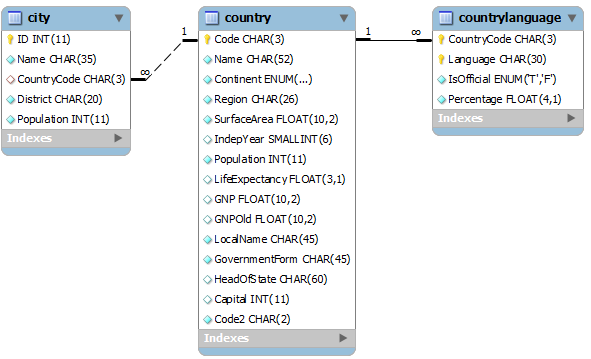 city
ID INT(11)
Name CHAR(35)
CountryCode CHAR(3)
District CHAR(20)
Population INT(11)
Indexes
1
∞
country
Code CHAR(3)
Name CHAR(52)
Continent ENUM(...)
Region CHAR(26)
SurfaceArea FLOAT(10,2)
IndepYear SMALLINT(6)
Population INT(11)
LifeExpectancy FLOAT(3,1)
GNP FLOAT(10,2)
GNPOld FLOAT(10,2)
LocalName CHAR(45)
GovernmentForm CHAR(45)
HeadOfState CHAR(60)
Capital INT(11)
Code2 CHAR(2)
Indexes
1
∞
countrylanguage
CountryCode CHAR(3)
Language CHAR(30)
IsOfficial ENUM('T','F')
Percentage FLOAT(4,1)
Indexes